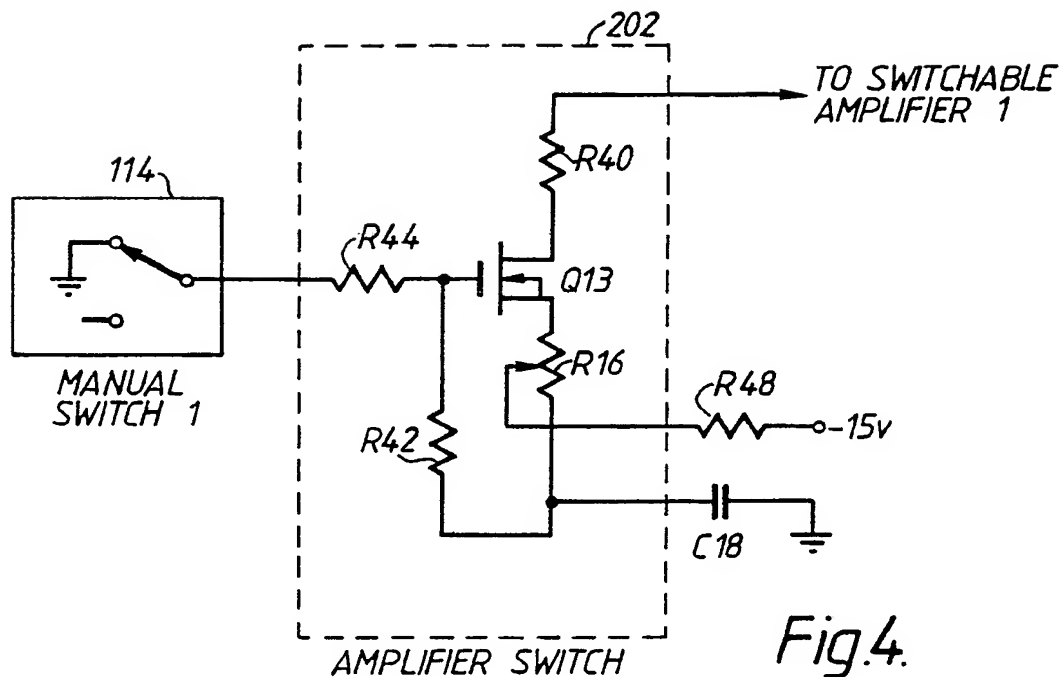 202
TO SWITCHABLE
AMPLIFIER 1
R40
114
R44
Q13
R16
R48
-15v
MANUAL
SWITCH 1
R42
C18
AMPLIFIER SWITCH
Fig.4.